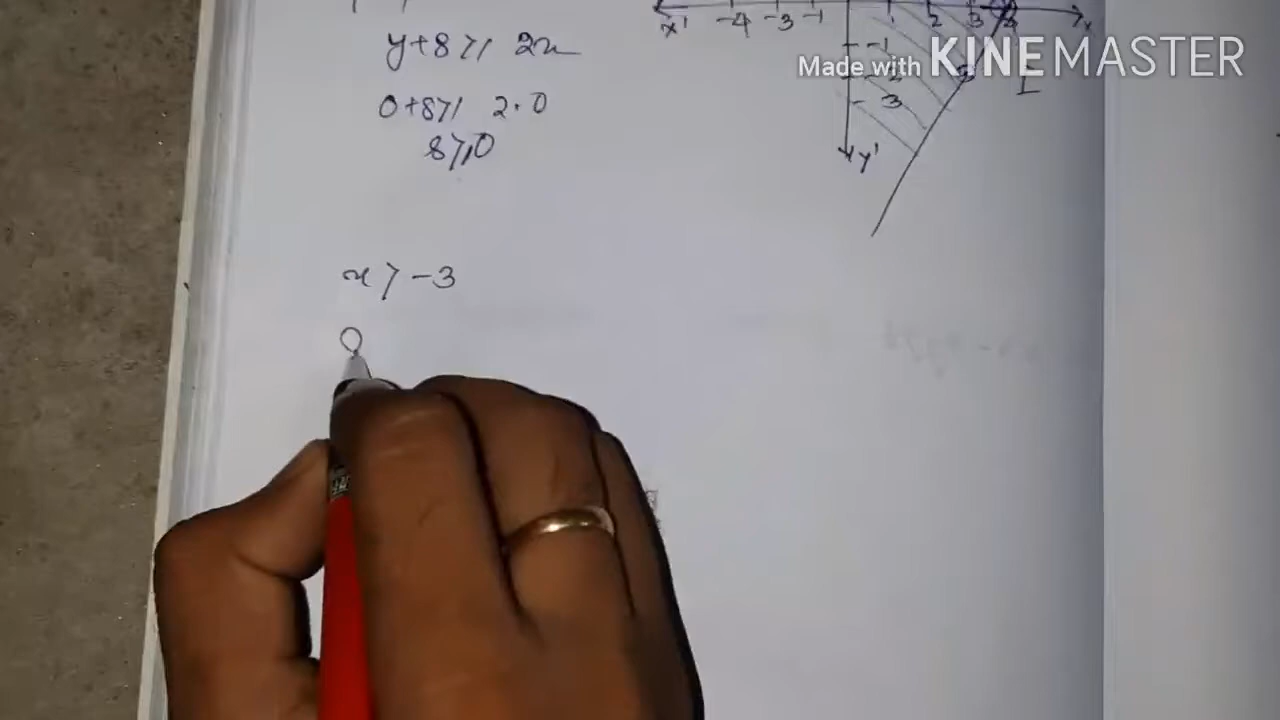 y+8 ⩾ 2x
0+8 ⩾ 2.0
8 ⩾ 0
x > -3
0
x' -4 -3 -1 1 2 3 4 x
-1
-2
-3
y'
Made with KINEMASTER